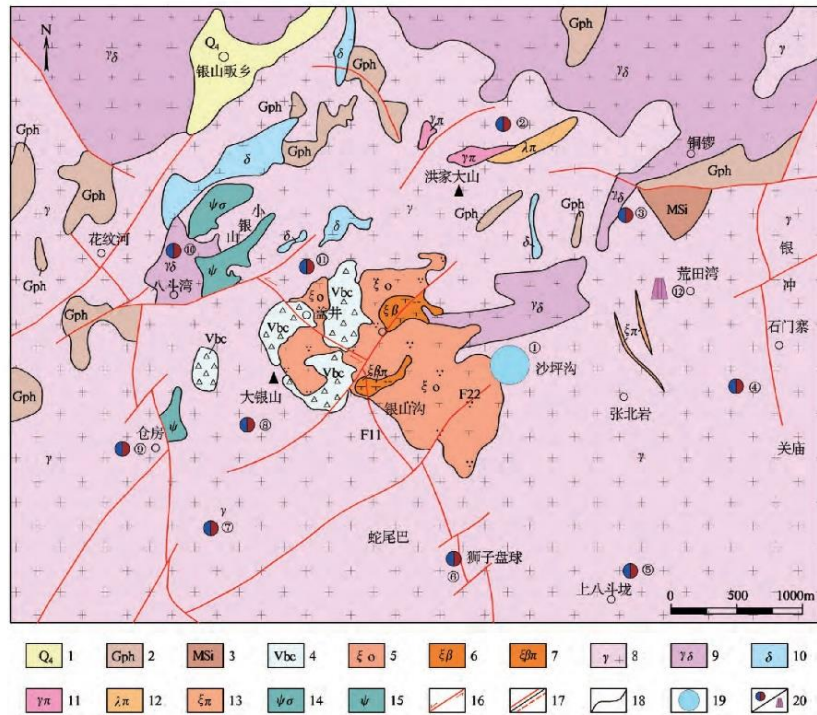 N
Q₄
银山畈乡
γδ
δ
Gph
Gph
γδ
γ
Gph
Gph
γπ
②
铜锣
δ
γπ
λπ
Gph
Gph
洪家大山
ψσ
小银山
Gph
γδ
MSi
γ
γ
③
δ
γ
花纹河
⑩
δ
δ
银冲
γδ
ψ
⑪
Gph
八斗湾
Vbc
ξο
荒田湾
ξο
ξβ
γδ
⑫
盆井
石门寨
Gph
Vbc
Vbc
ξβπ
ξο
①
沙坪沟
ξπ
大银山
银山沟
F22
④
Gph
ψ
张北岩
仓房
⑧
F11
⑨
关庙
γ
γ
γ
⑦
蛇尾巴
狮子盘球
⑥
⑤
上八斗垅
0 500 1000m
Q₄ 1 Gph 2 MSi 3 Vbc 4 ξο 5 ξβ 6 ξβπ 7 γ 8 γδ 9 δ 10
γπ 11 λπ 12 ξπ 13 ψσ 14 ψ 15 16 17 18 19 20